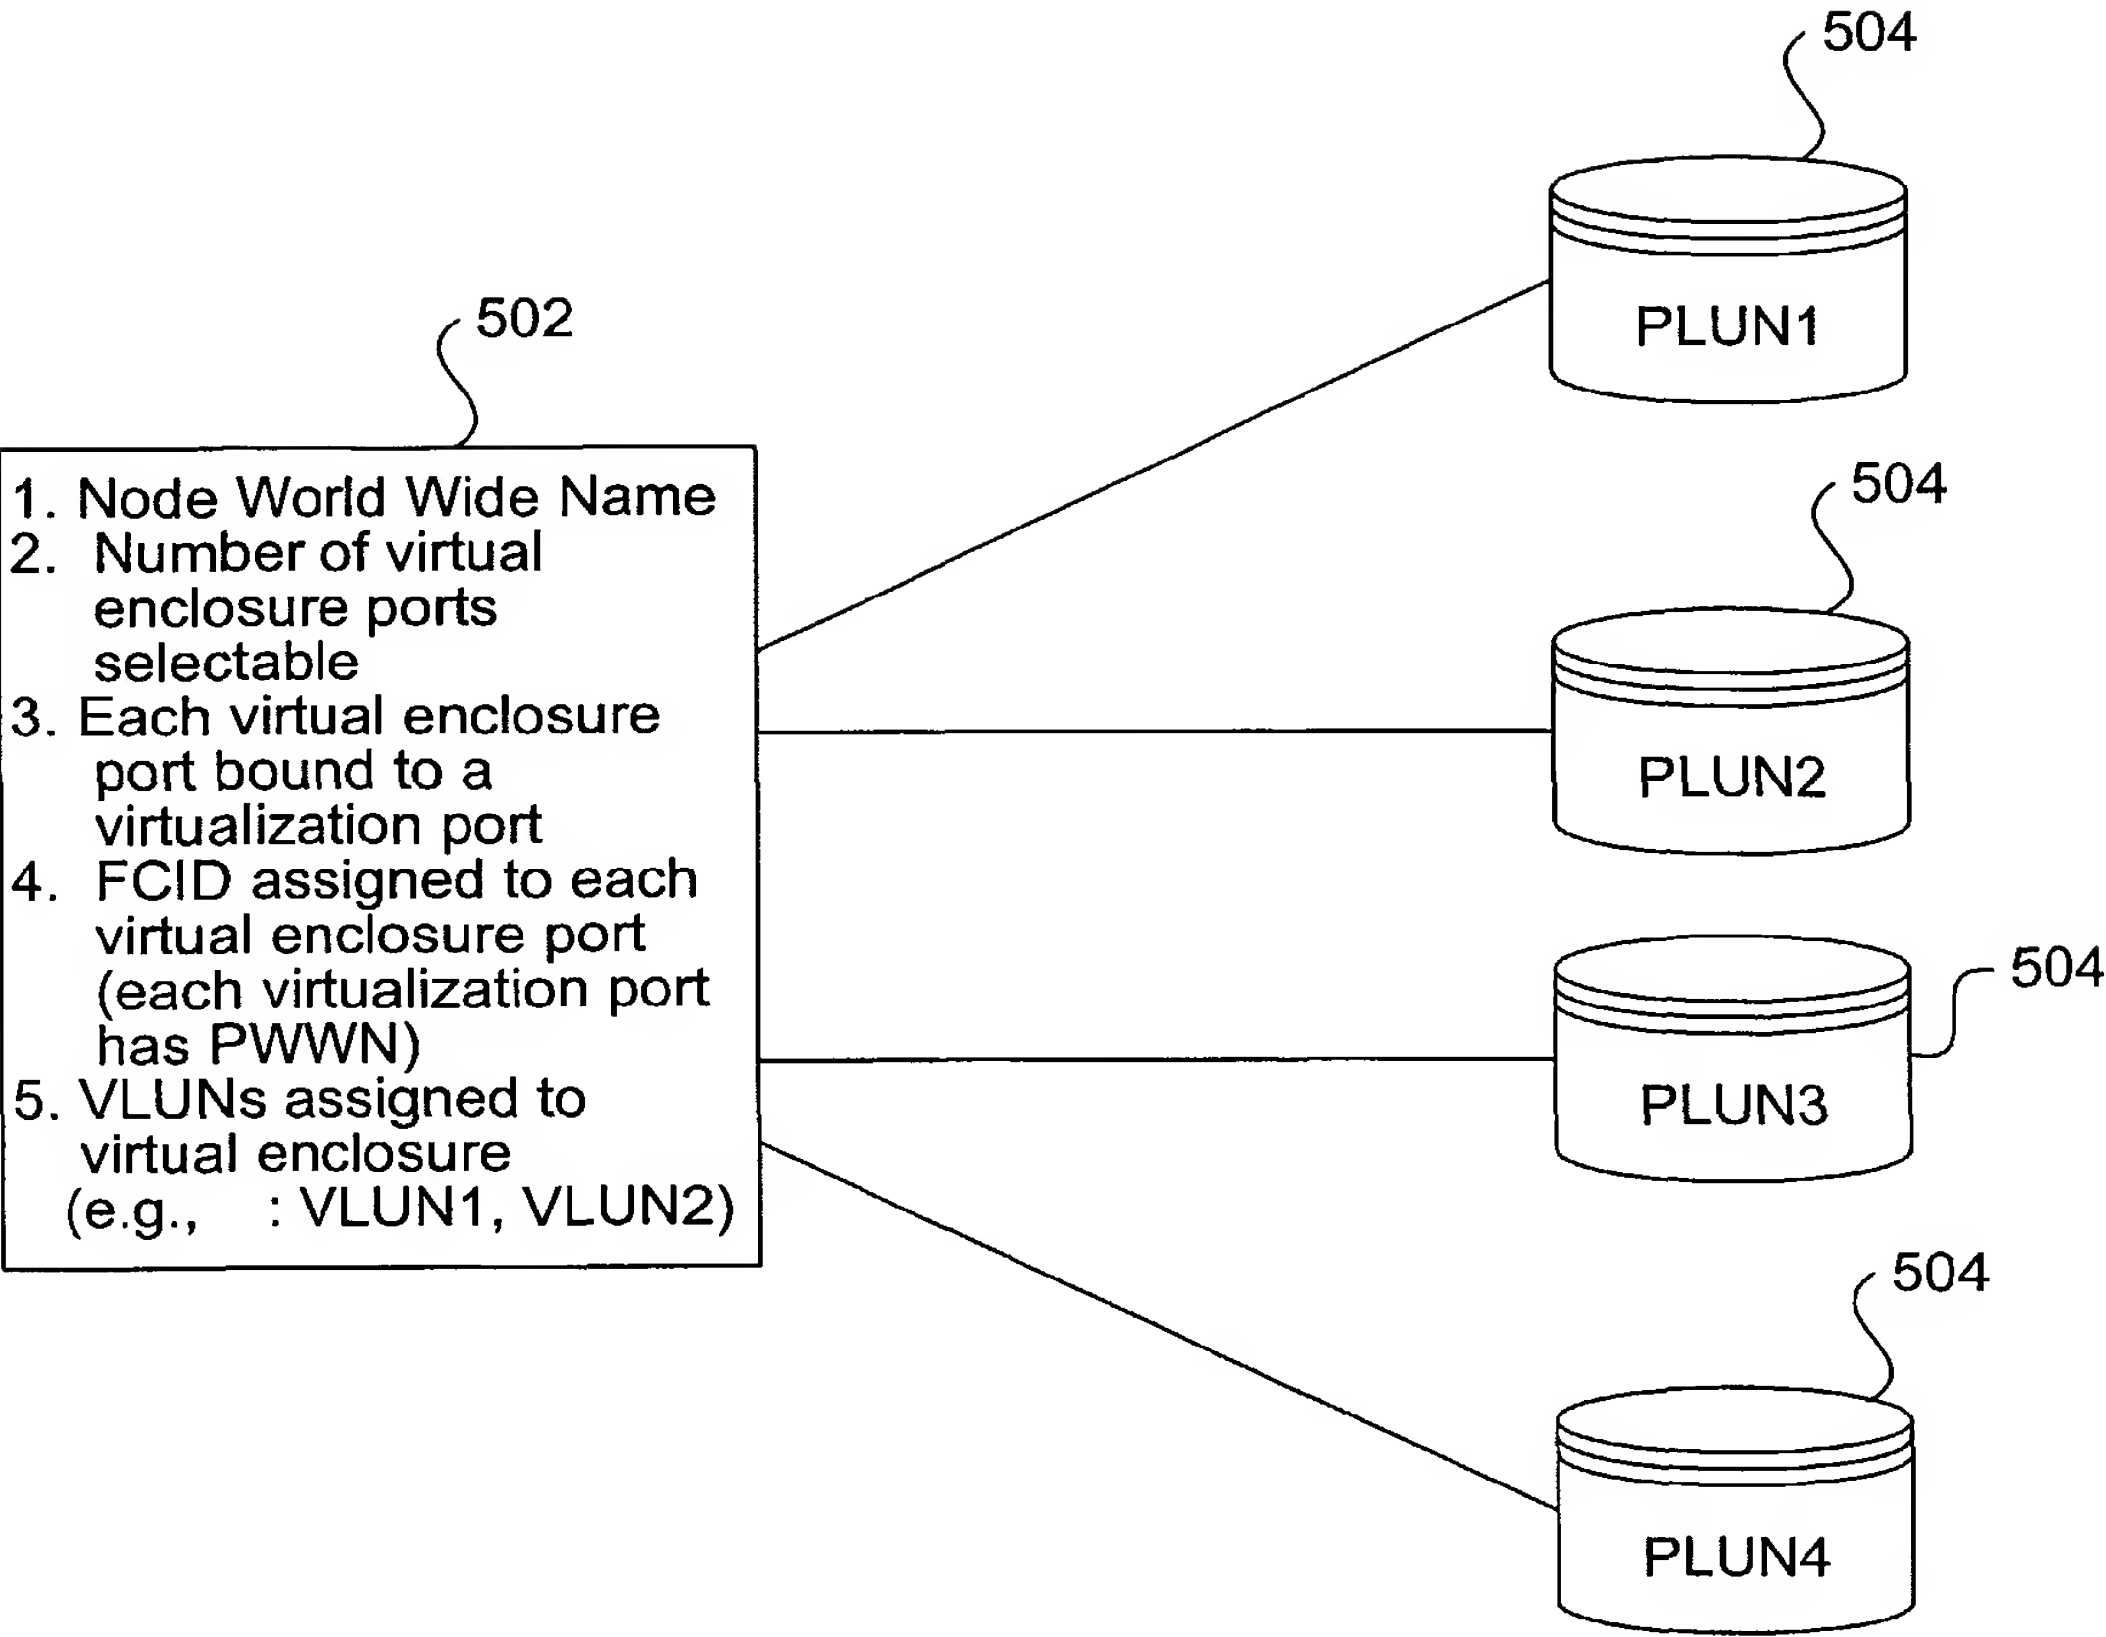 504
PLUN1
502
1. Node World Wide Name
2. Number of virtual
enclosure ports
selectable
3. Each virtual enclosure
port bound to a
virtualization port
4. FCID assigned to each
virtual enclosure port
(each virtualization port
has PWWN)
5. VLUNs assigned to
virtual enclosure
(e.g., : VLUN1, VLUN2)
504
PLUN2
504
PLUN3
504
PLUN4